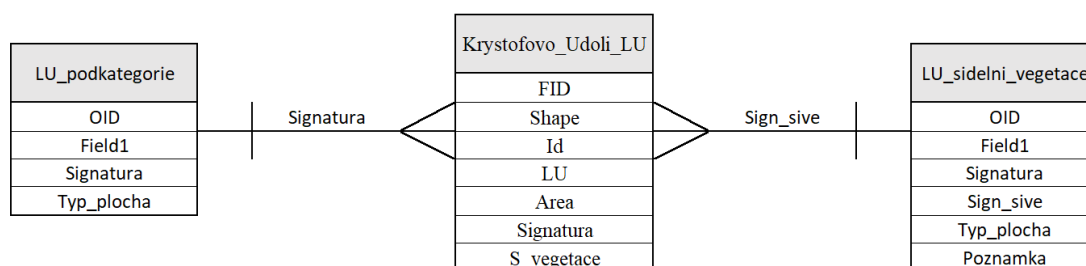 LU_podkategorie
OID
Field1
Signatura
Typ_plocha
Signatura
Krystofovo_Udoli_LU
FID
Shape
Id
LU
Area
Signatura
S_vegetace
Sign_sive
LU_sidelni_vegetace
OID
Field1
Signatura
Sign_sive
Typ_plocha
Poznamka